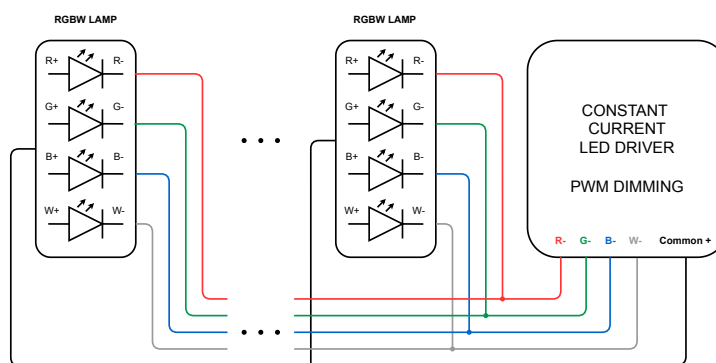 RGBW LAMP
R+ R-
G+ G-
B+ B-
W+ W-
RGBW LAMP
R+ R-
G+ G-
B+ B-
W+ W-
CONSTANT
CURRENT
LED DRIVER
PWM DIMMING
R- G- B- W- Common +